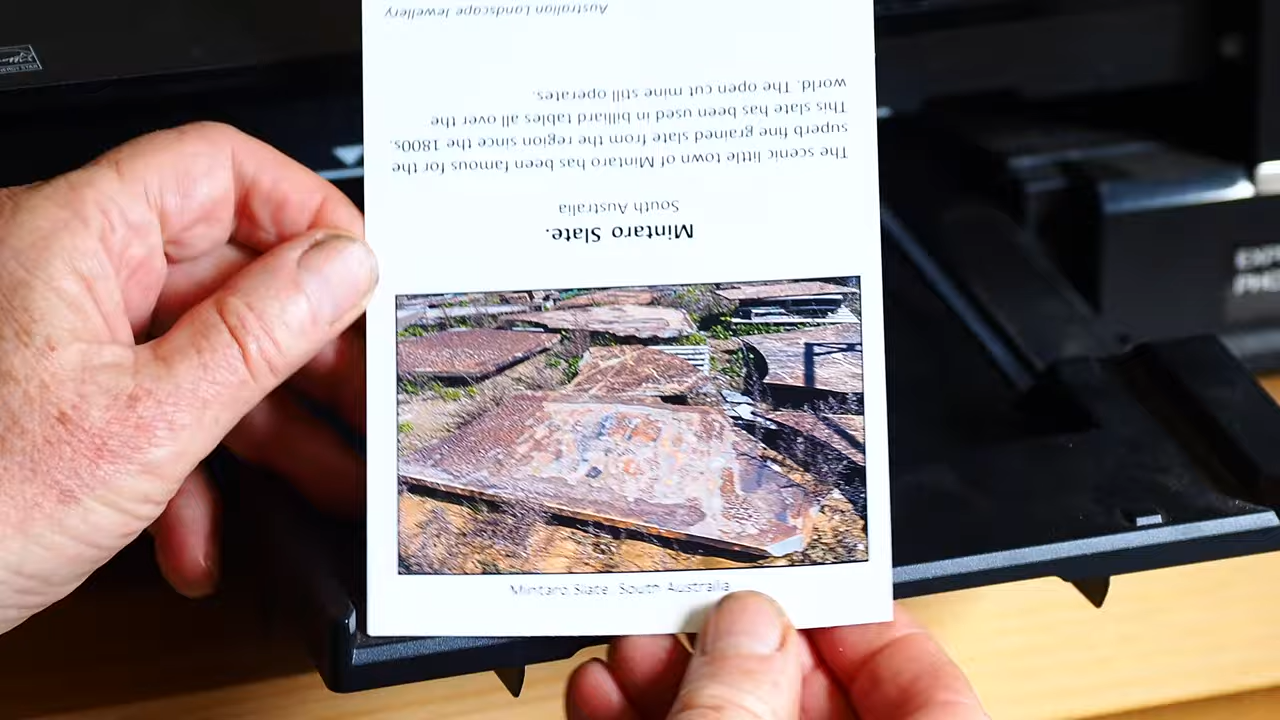 Mintaro Slate, South Australia
Mintaro Slate.
South Australia
The scenic little town of Mintaro has been famous for the
superb fine grained slate from the region since the 1800s.
This slate has been used in billiard tables all over the
world. The open cut mine still operates.
Australian Landscape Jewellery